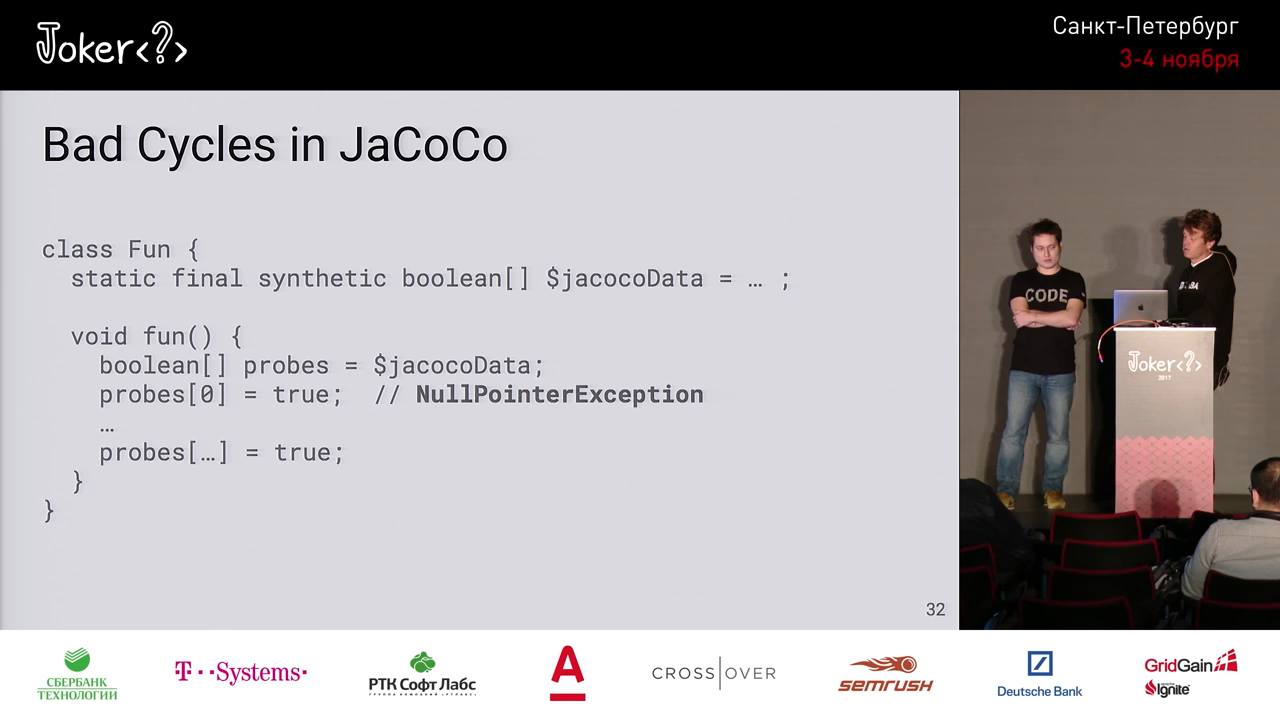 Joker<?>
Санкт-Петербург
3-4 ноября
Bad Cycles in JaCoCo
class Fun {
static final synthetic boolean[] $jacocoData = … ;
void fun() {
boolean[] probes = $jacocoData;
probes[0] = true; // NullPointerException
…
probes[…] = true;
}
}
32
CODE
Joker<?>
2017
СБЕРБАНК
ТЕХНОЛОГИИ
T··Systems·
РТК Софт Лабс
А
CROSSOVER
semrush
Deutsche Bank
GridGain
Ignite